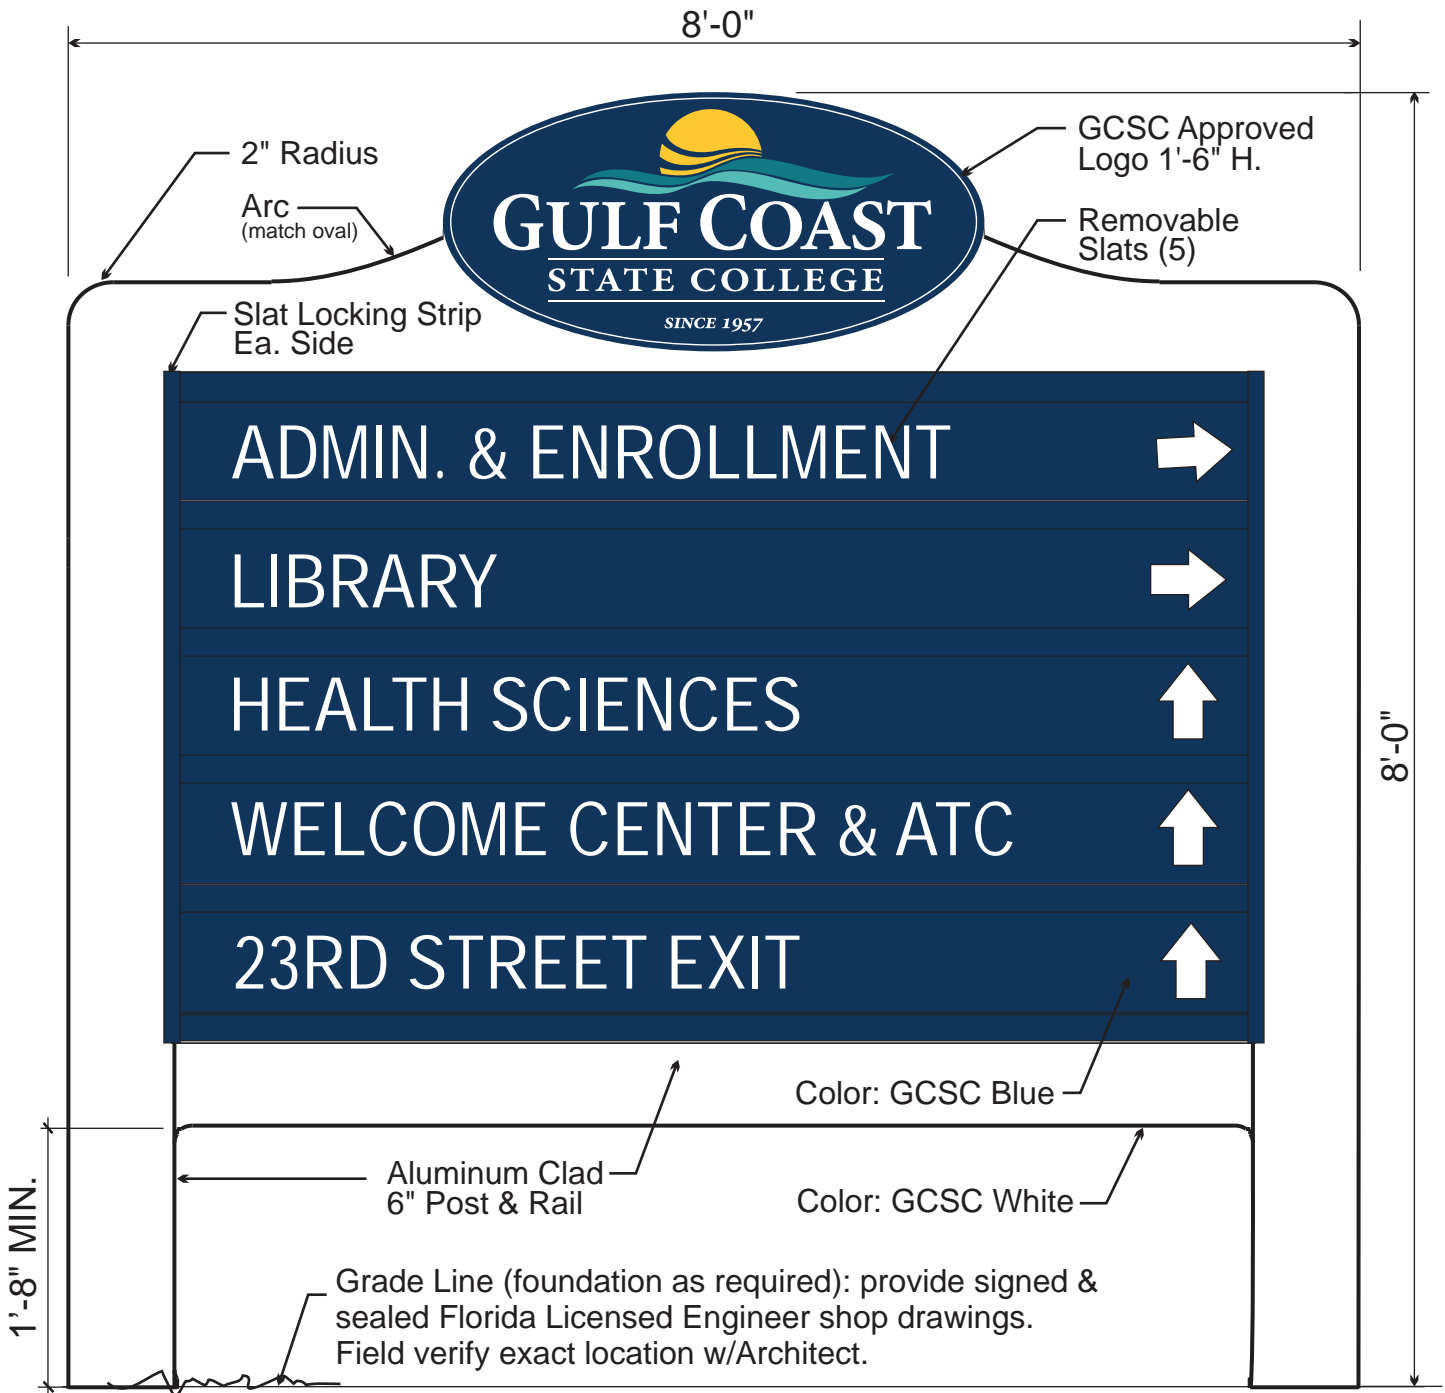 8'-0"
2" Radius
Arc
(match oval)
GCSC Approved
Logo 1'-6" H.
Removable
Slats (5)
GULF COAST
STATE COLLEGE
SINCE 1957
Slat Locking Strip
Ea. Side
ADMIN. & ENROLLMENT
LIBRARY
HEALTH SCIENCES
WELCOME CENTER & ATC
23RD STREET EXIT
8'-0"
Color: GCSC Blue
Aluminum Clad
6" Post & Rail
Color: GCSC White
1'-8" MIN.
Grade Line (foundation as required): provide signed &
sealed Florida Licensed Engineer shop drawings.
Field verify exact location w/Architect.